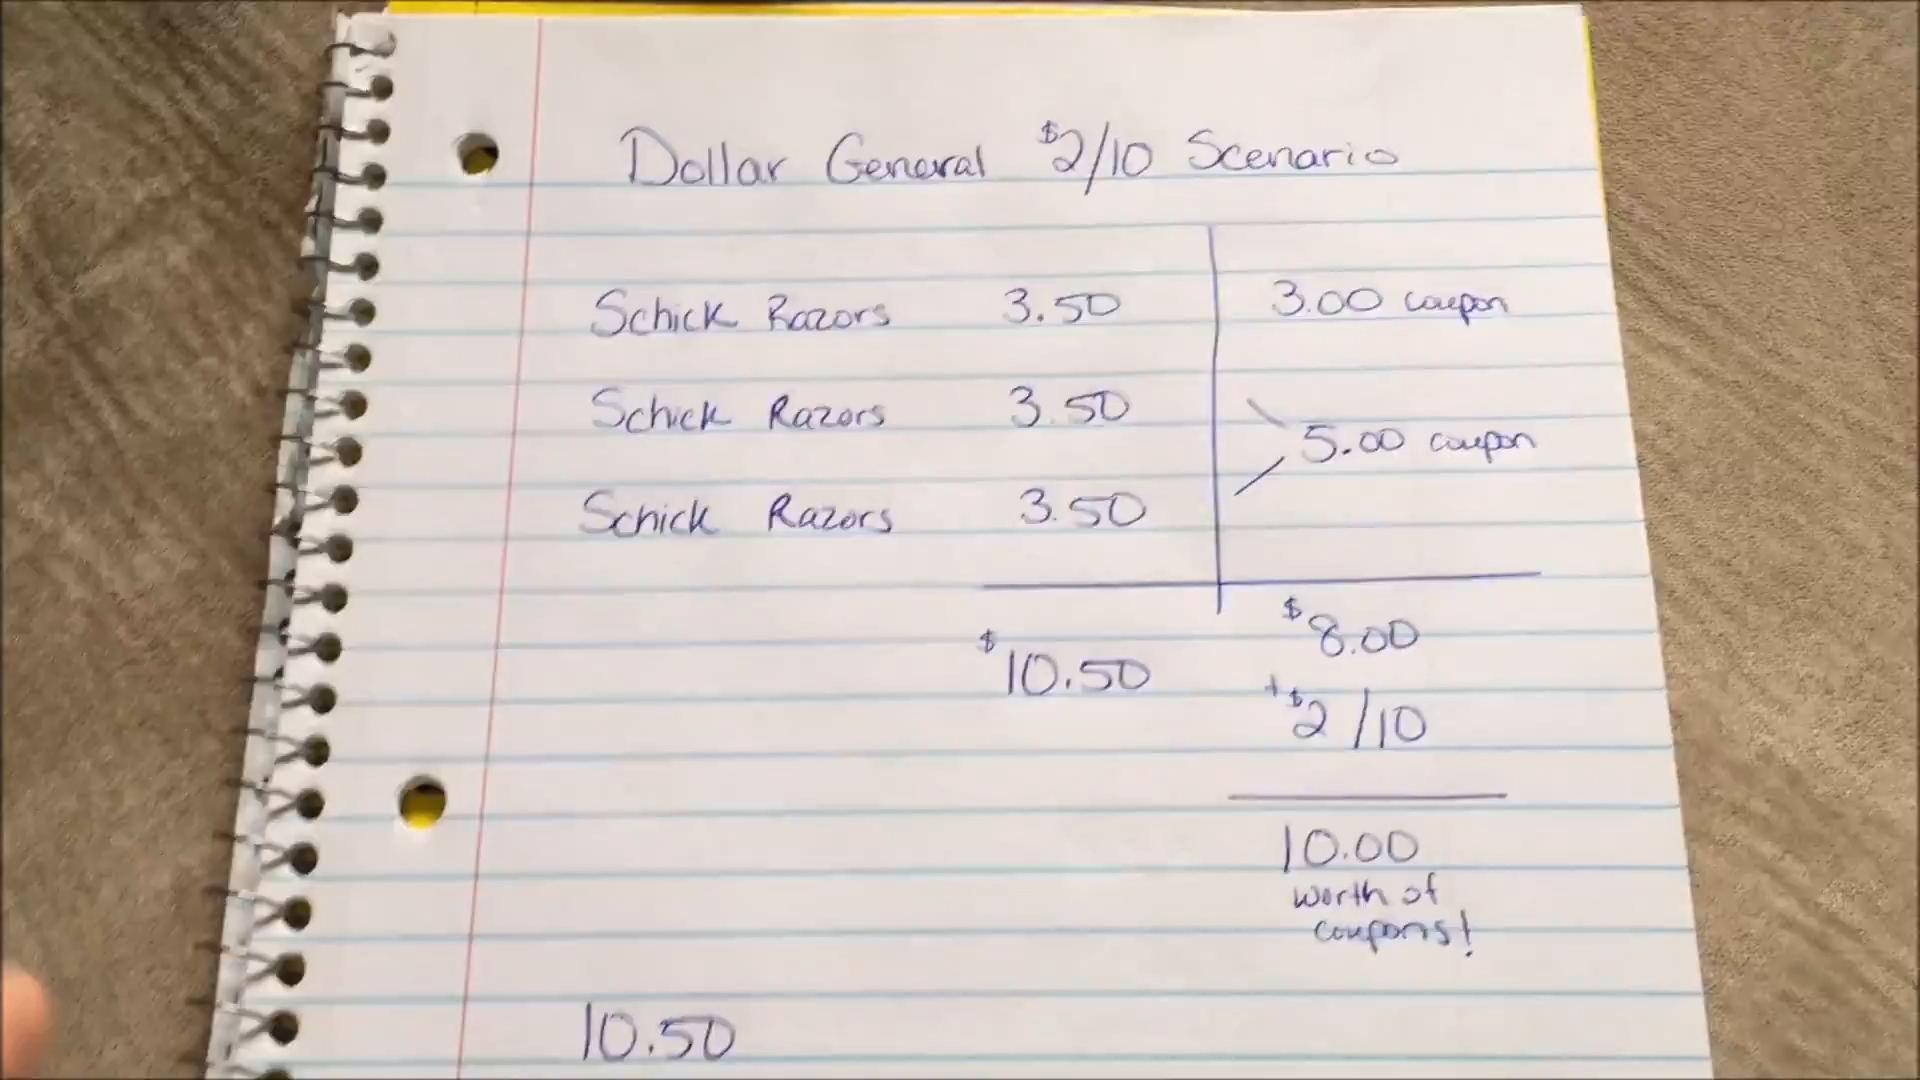 Dollar General $2/10 Scenario
Schick Razors 3.50 3.00 coupon
Schick Razors 3.50
5.00 coupon
Schick Razors 3.50
$8.00
$10.50
+$2/10
10.00
worth of
coupons!
10.50